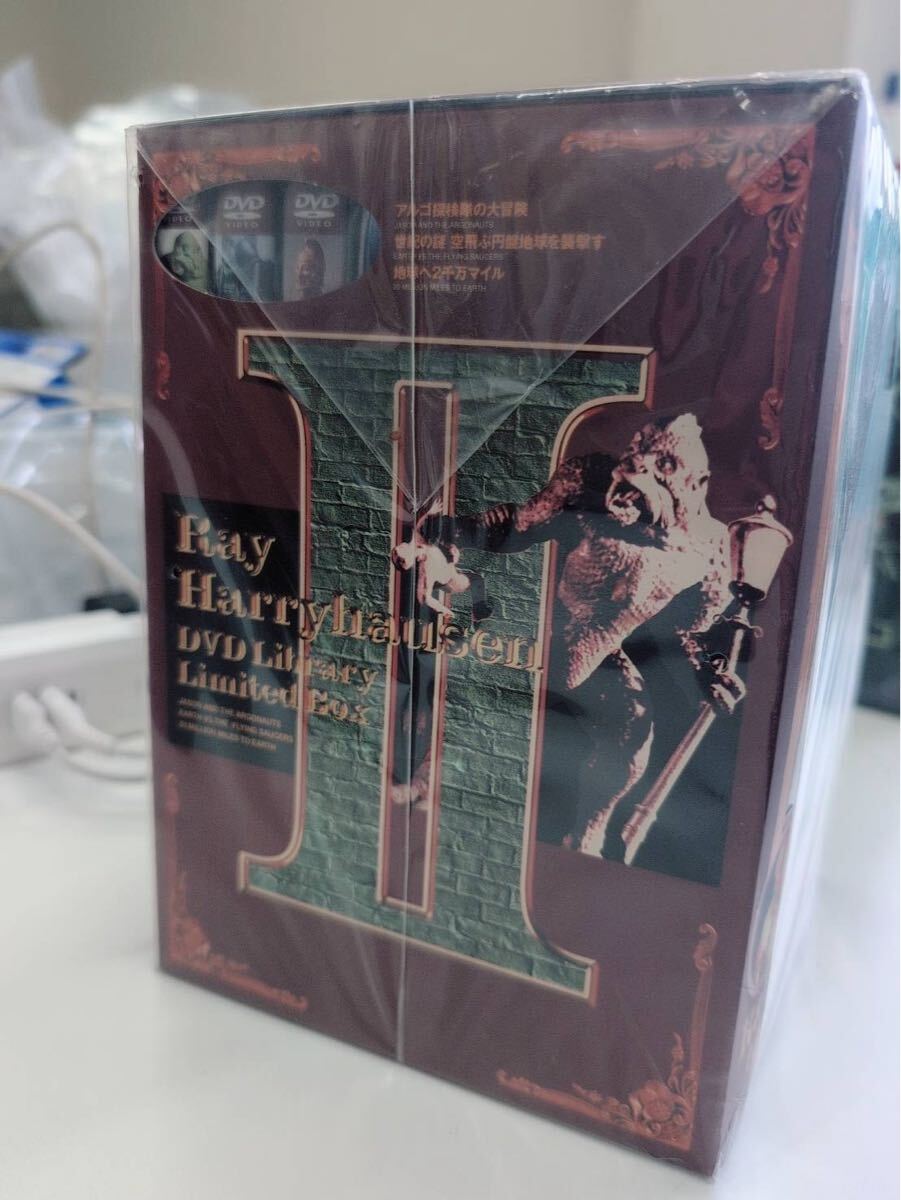 DVD
VIDEO
DVD
VIDEO
VIDEO
アルゴ探検隊の大冒険
JASON AND THE ARGONAUTS
世紀の謎 空飛ぶ円盤地球を襲撃す
EARTH VS THE FLYING SAUCERS
地球へ2千万マイル
20 MILLION MILES TO EARTH
II
Ray
Harryhausen
DVD Library
Limited Box
JASON AND THE ARGONAUTS
EARTH VS THE FLYING SAUCERS
20 MILLION MILES TO EARTH